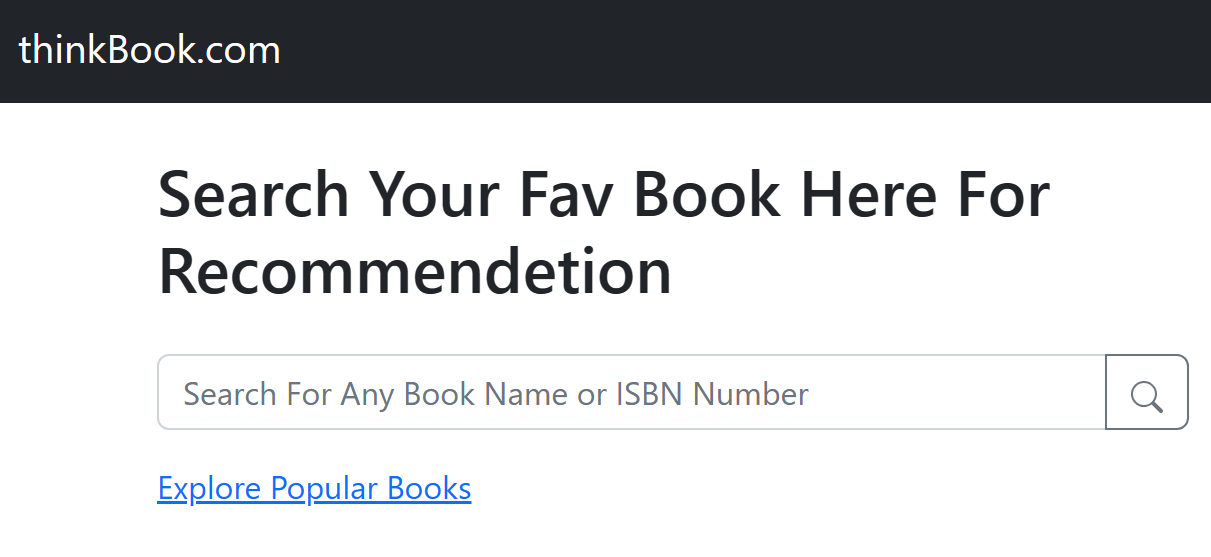 thinkBook.com
Search Your Fav Book Here For
Recommendetion
Search For Any Book Name or ISBN Number
Explore Popular Books